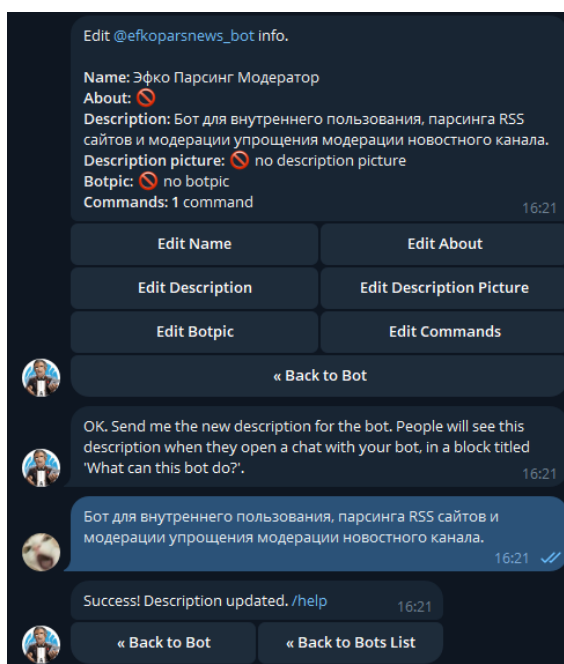 Edit @efkoparsnews_bot info.
Name: Эфко Парсинг Модератор
About: 🚫
Description: Бот для внутреннего пользования, парсинга RSS
сайтов и модерации упрощения модерации новостного канала.
Description picture: 🚫 no description picture
Botpic: 🚫 no botpic
Commands: 1 command
16:21
Edit Name
Edit About
Edit Description
Edit Description Picture
Edit Botpic
Edit Commands
« Back to Bot
OK. Send me the new description for the bot. People will see this
description when they open a chat with your bot, in a block titled
'What can this bot do?'.
16:21
Бот для внутреннего пользования, парсинга RSS сайтов и
модерации упрощения модерации новостного канала.
16:21
Success! Description updated. /help
16:21
« Back to Bot
« Back to Bots List